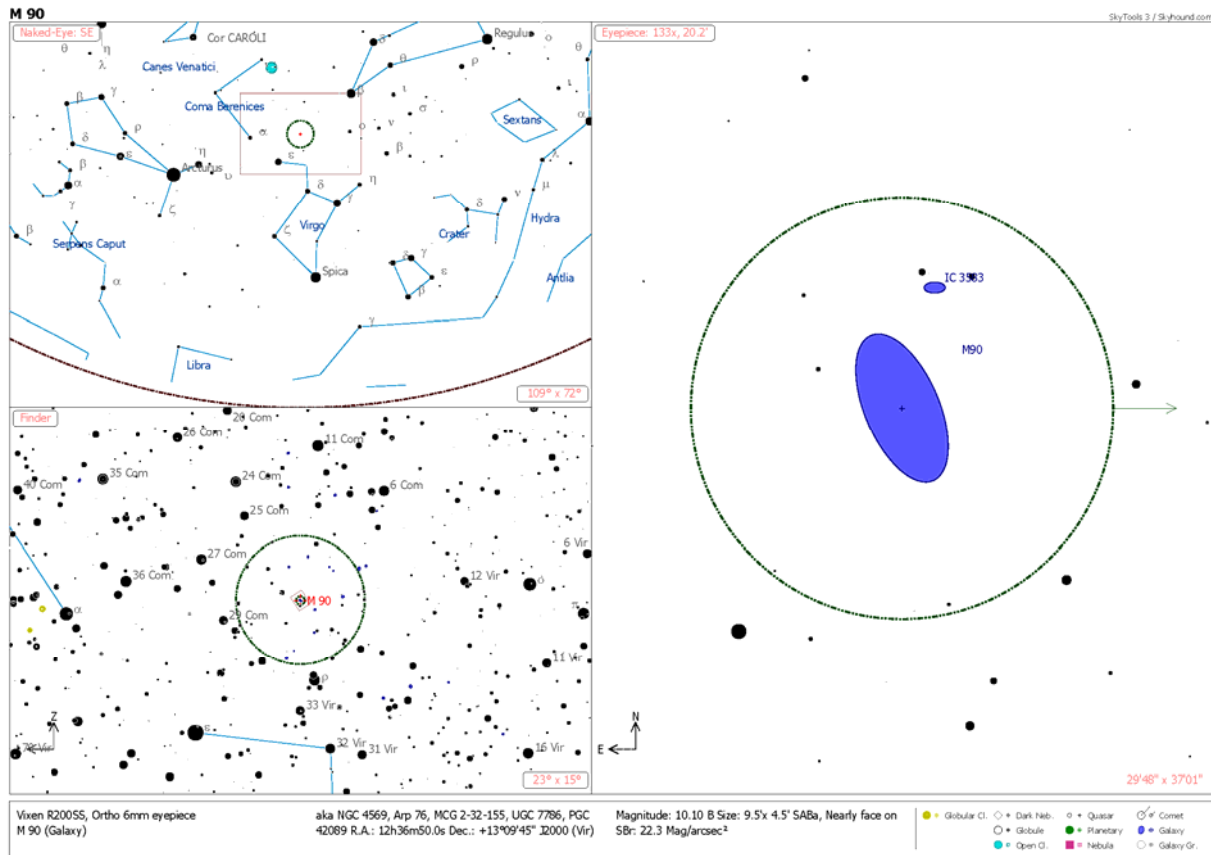 M 90
SkyTools 3 / Skyhound.com
Naked-Eye: SE
Cor CAROLI
Regulus
Canes Venatici
Coma Berenices
Sextans
Arcturus
Hydra
Virgo
Crater
Serpens Caput
Spica
Antlia
Libra
109° x 72°
Finder
26 Com
11 Com
35 Com
24 Com
40 Com
6 Com
25 Com
6 Vir
27 Com
36 Com
12 Vir
M 90
29 Com
11 Vir
33 Vir
32 Vir
31 Vir
16 Vir
Z
23° x 15°
Eyepiece: 133x, 20.2'
IC 3583
M90
N
E
29'48" x 37'01"
Vixen R200SS, Ortho 6mm eyepiece
M 90 (Galaxy)
aka NGC 4569, Arp 76, MCG 2-32-155, UGC 7786, PGC
42089 R.A.: 12h36m50.0s Dec.: +13°09'45" J2000 (Vir)
Magnitude: 10.10 B Size: 9.5'x 4.5' SABa, Nearly face on
SBr: 22.3 Mag/arcsec²
Globular Cl. Dark Neb. Quasar Comet
Globule Planetary Galaxy
Open Cl. Nebula Galaxy Gr.